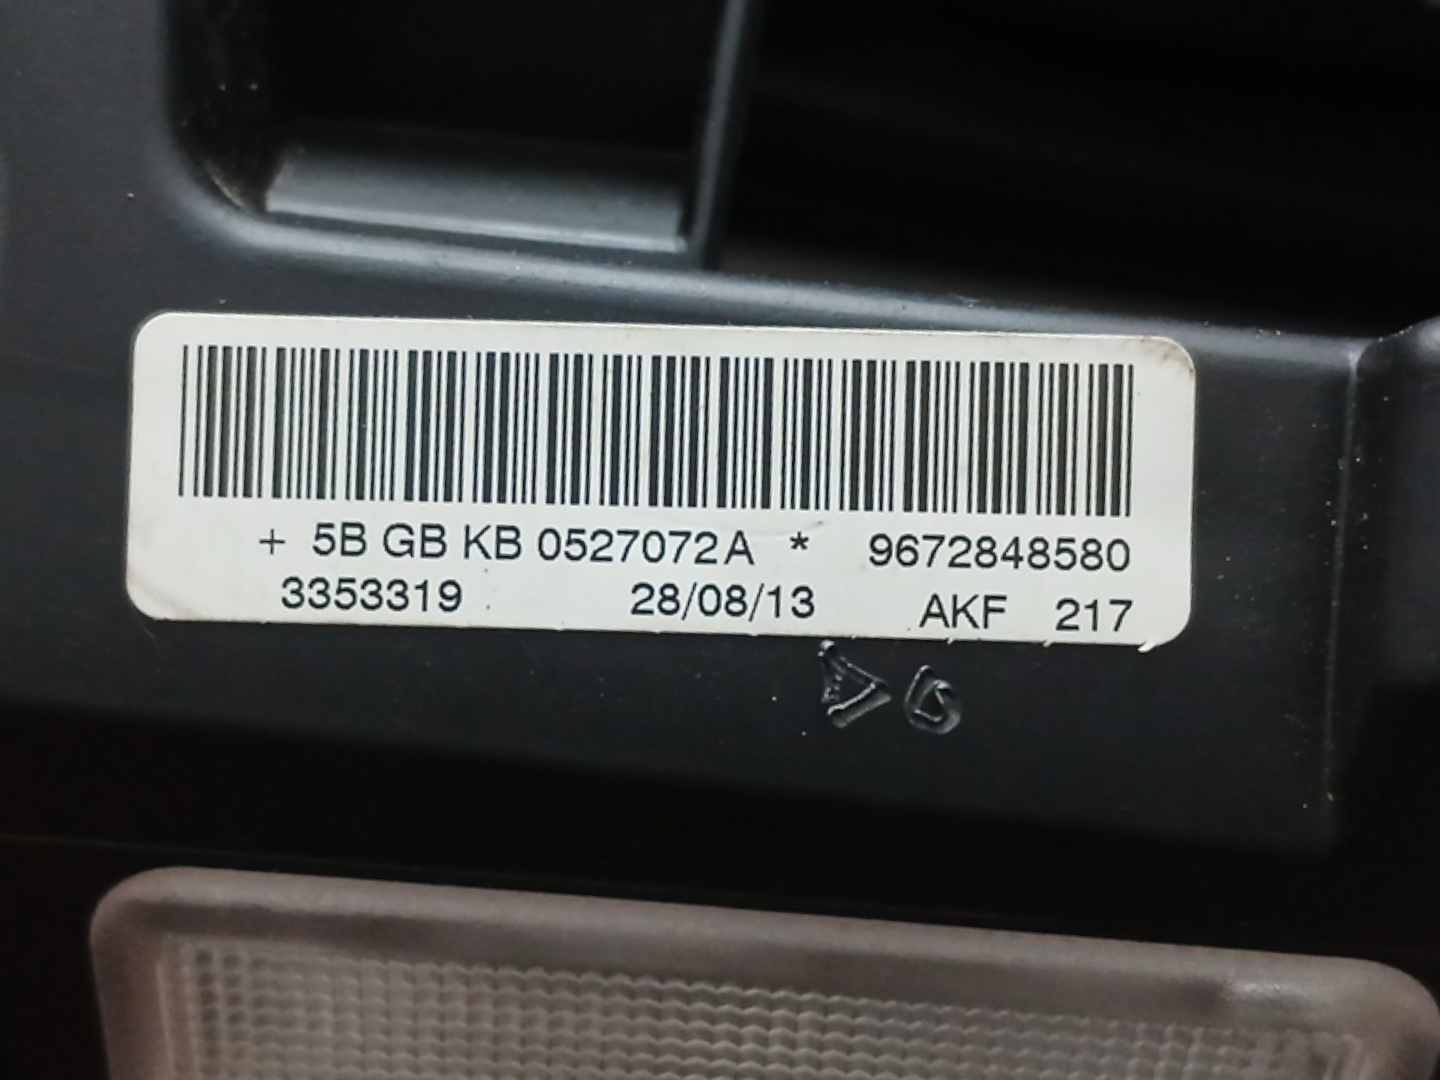 + 5B GB KB 0527072A * 9672848580
3353319 28/08/13 AKF 217